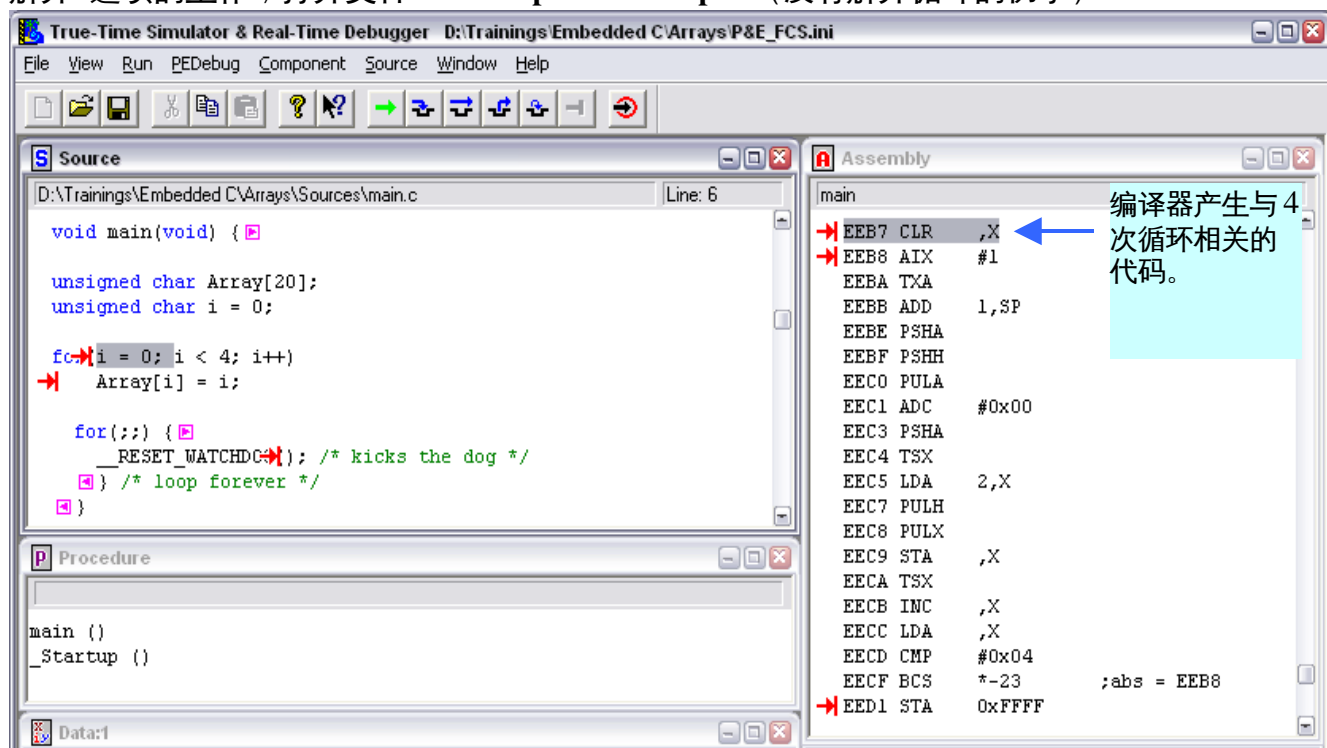 True-Time Simulator & Real-Time Debugger D:\Trainings\Embedded C\Arrays\P&E_FCS.ini
File View Run PEDebug Component Source Window Help
Source
D:\Trainings\Embedded C\Arrays\Sources\main.c Line: 6
void main(void) {
unsigned char Array[20];
unsigned char i = 0;
fo(i = 0; i < 4; i++)
Array[i] = i;
for(;;) {
__RESET_WATCHDO(); /* kicks the dog */
} /* loop forever */
}
Procedure
main ()
_Startup ()
Data:1
Assembly
main
EEB7 CLR ,X
EEB8 AIX #1
EEBA TXA
EEBB ADD 1,SP
EEBE PSHA
EEBF PSHH
EEC0 PULA
EEC1 ADC #0x00
EEC3 PSHA
EEC4 TSX
EEC5 LDA 2,X
EEC7 PULH
EEC8 PULX
EEC9 STA ,X
EECA TSX
EECB INC ,X
EECC LDA ,X
EECD CMP #0x04
EECF BCS *-23 ;abs = EEB8
EED1 STA 0xFFFF
编译器产生与 4
次循环相关的
代码。